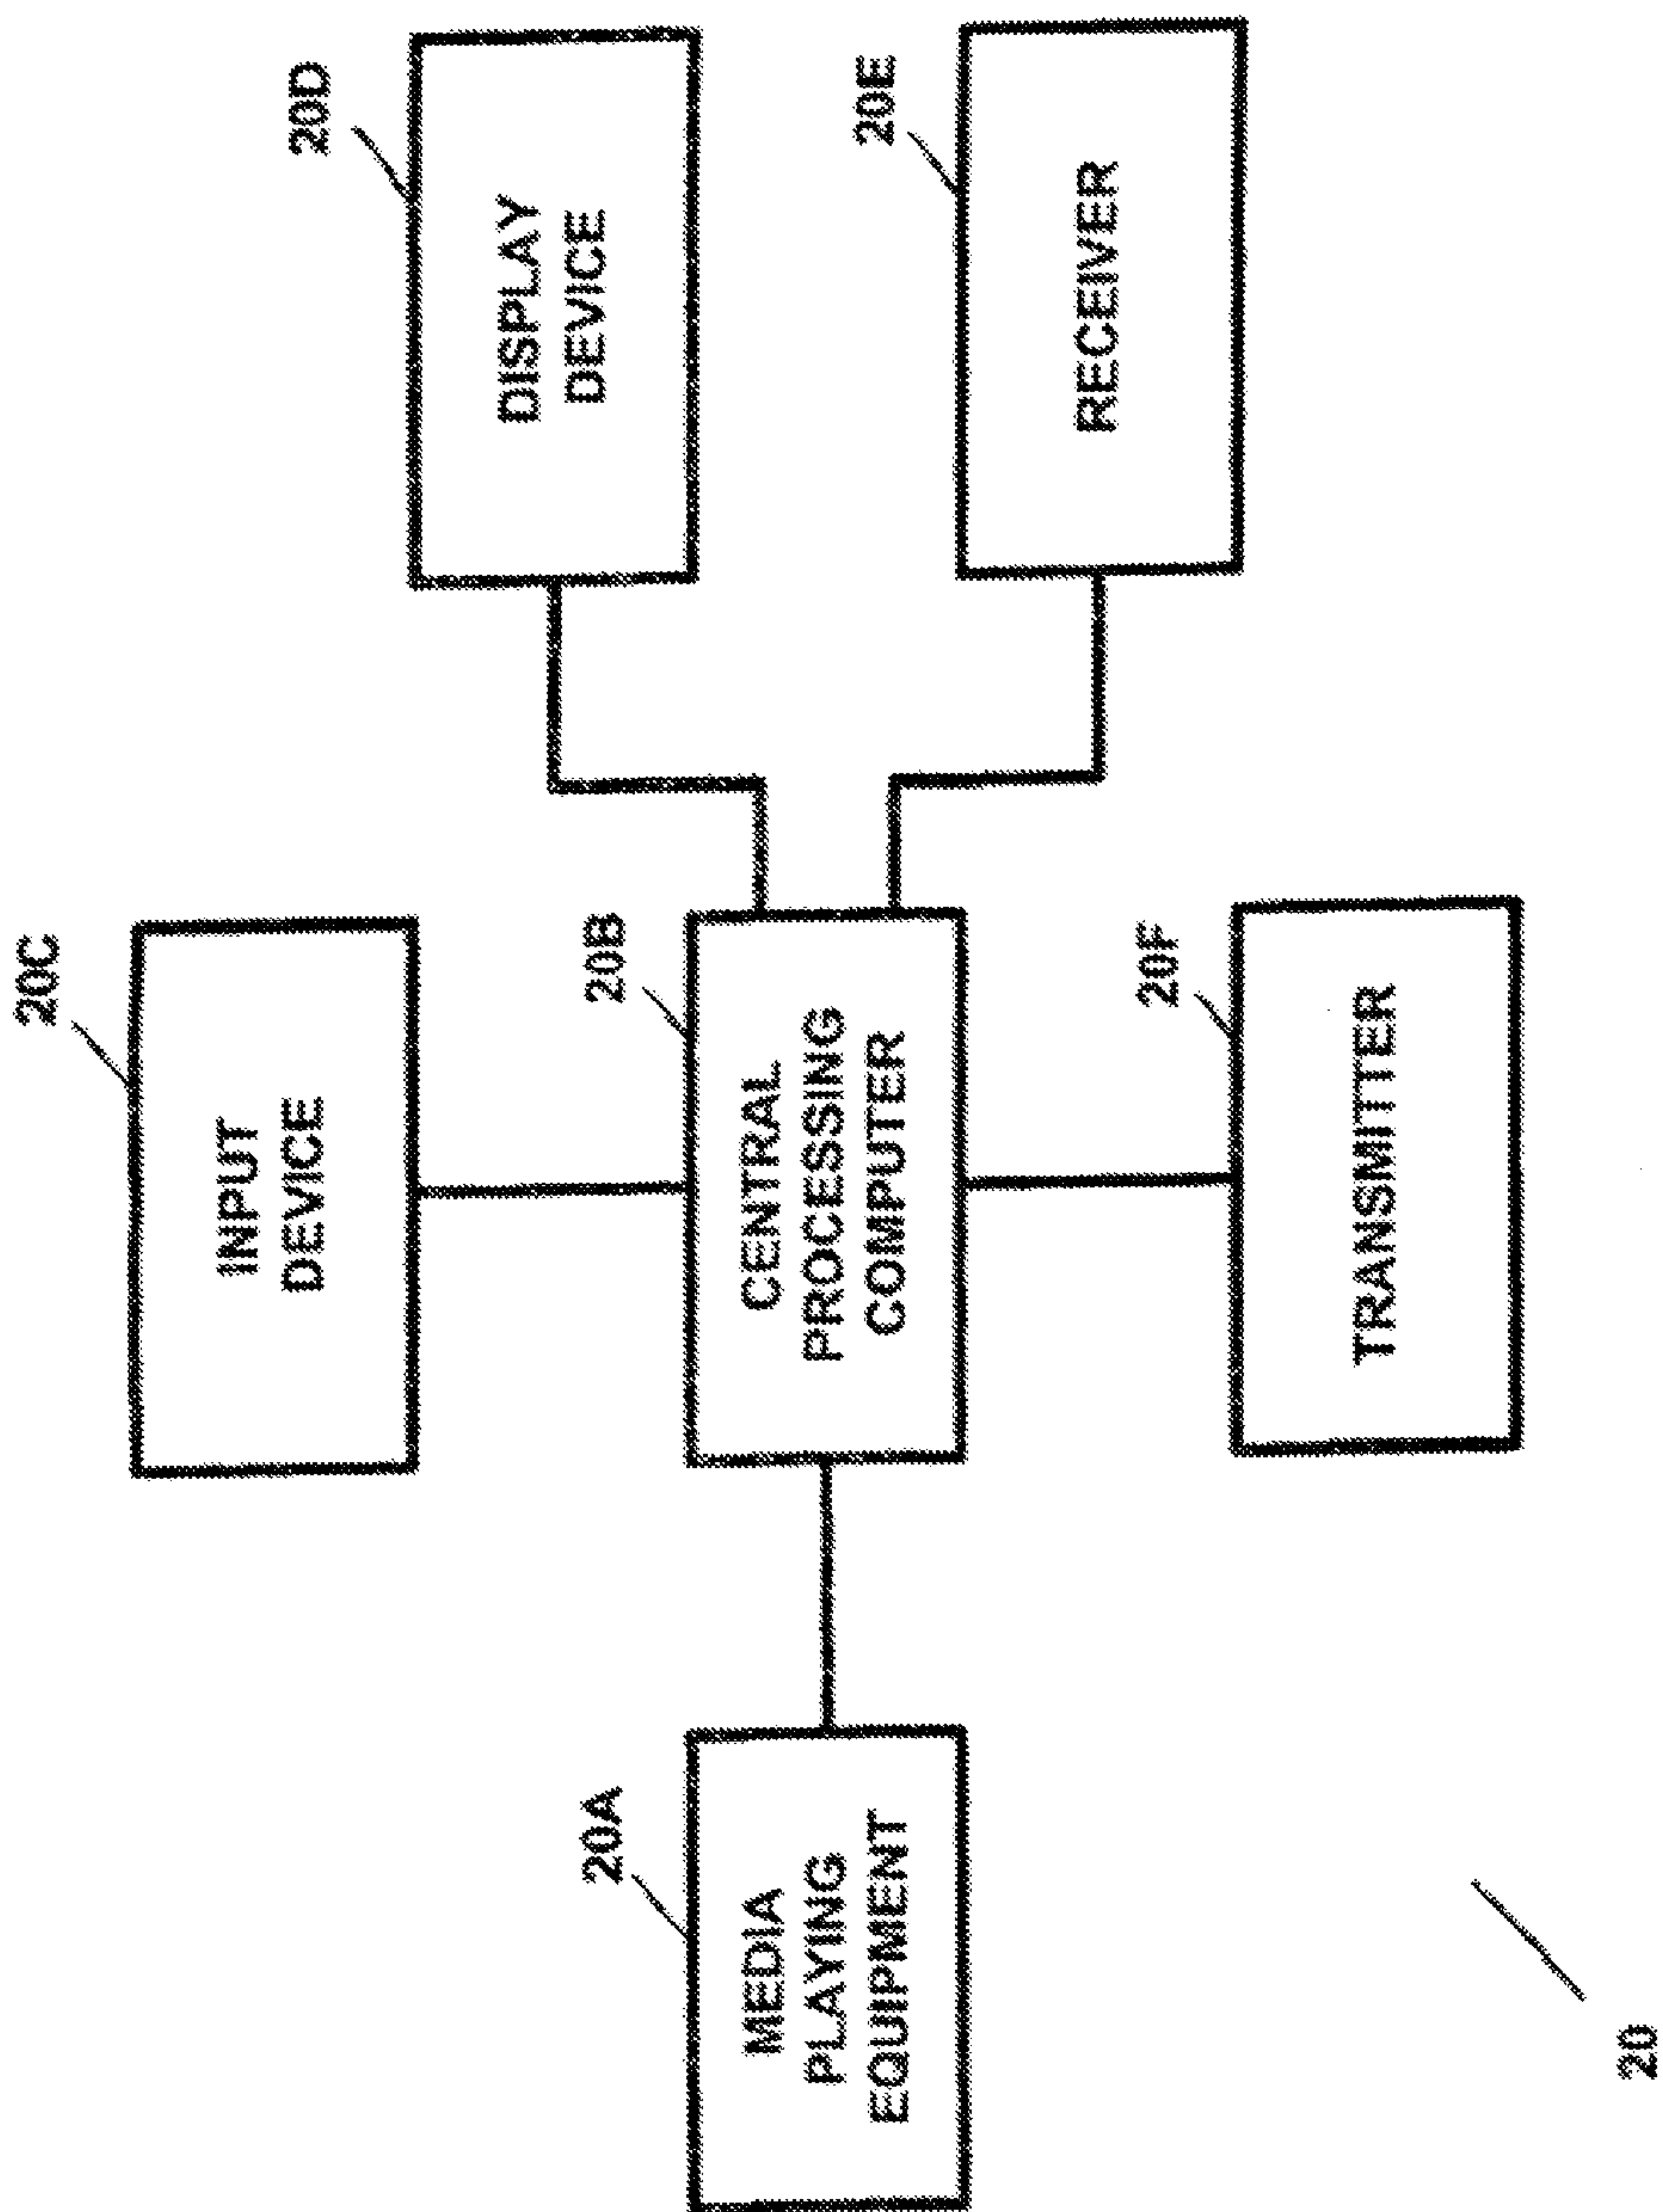 20C
INPUT
DEVICE
20D
DISPLAY
DEVICE
20A
MEDIA
PLAYING
EQUIPMENT
20B
CENTRAL
PROCESSING
COMPUTER
20E
RECEIVER
20F
TRANSMITTER
20